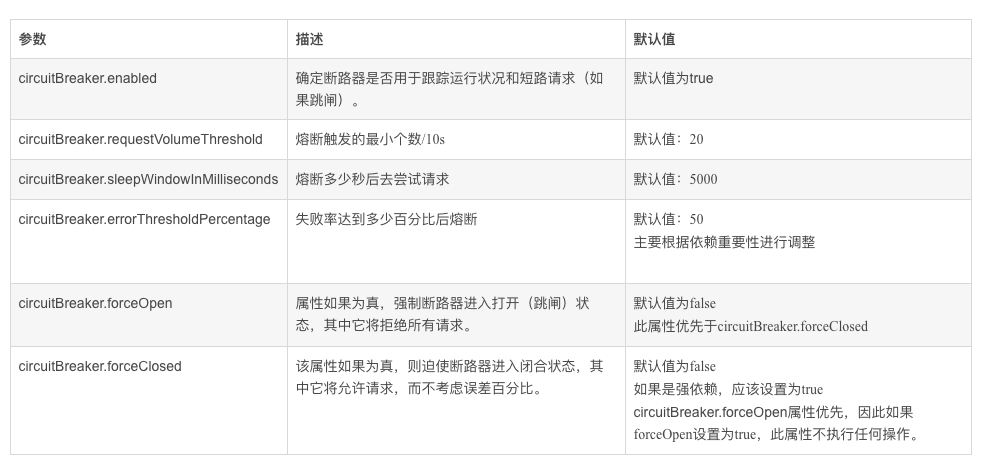 参数 描述 默认值
circuitBreaker.enabled 确定断路器是否用于跟踪运行状况和短路请求（如 默认值为true
果跳闸）。
circuitBreaker.requestVolumeThreshold 熔断触发的最小个数/10s 默认值：20
circuitBreaker.sleepWindowInMilliseconds 熔断多少秒后去尝试请求 默认值：5000
circuitBreaker.errorThresholdPercentage 失败率达到多少百分比后熔断 默认值：50
主要根据依赖重要性进行调整
circuitBreaker.forceOpen 属性如果为真，强制断路器进入打开（跳闸）状 默认值为false
态，其中它将拒绝所有请求。 此属性优先于circuitBreaker.forceClosed
circuitBreaker.forceClosed 该属性如果为真，则迫使断路器进入闭合状态，其 默认值为false
中它将允许请求，而不考虑误差百分比。 如果是强依赖，应该设置为true
circuitBreaker.forceOpen属性优先，因此如果
forceOpen设置为true，此属性不执行任何操作。